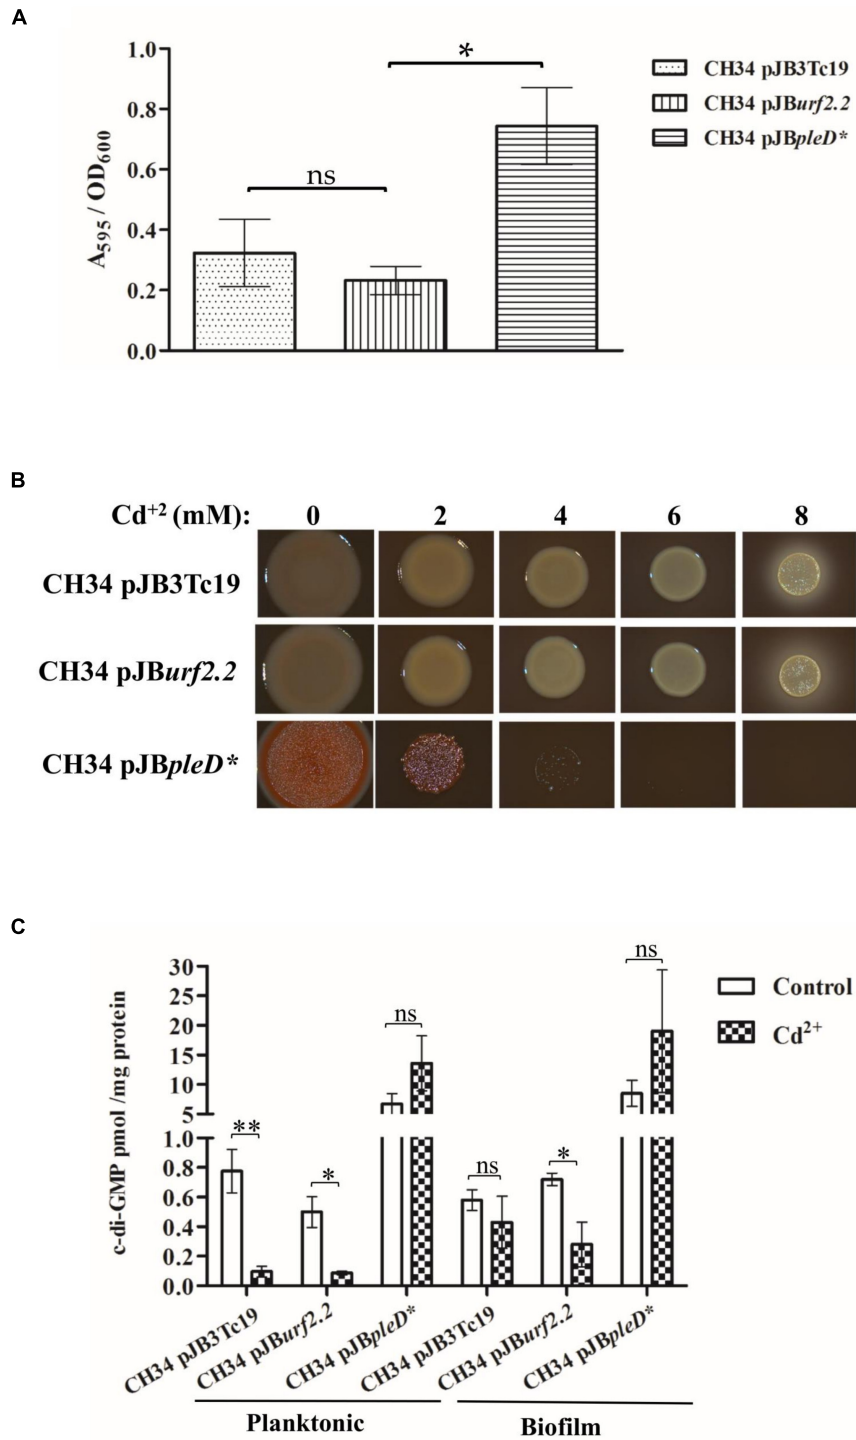 A
1.0
0.8
0.6
0.4
0.2
0.0
A595 / OD600
ns
*
CH34 pJB3Tc19
CH34 pJBurf2.2
CH34 pJBpleD*
B
Cd+2 (mM): 0 2 4 6 8
CH34 pJB3Tc19
CH34 pJBurf2.2
CH34 pJBpleD*
C
c-di-GMP pmol /mg protein
30
25
20
15
10
5
1.0
0.8
0.6
0.4
0.2
0.0
** * ns ns * ns
Control
Cd2+
CH34 pJB3Tc19
CH34 pJBurf2.2
CH34 pJBpleD*
CH34 pJB3Tc19
CH34 pJBurf2.2
CH34 pJBpleD*
Planktonic
Biofilm